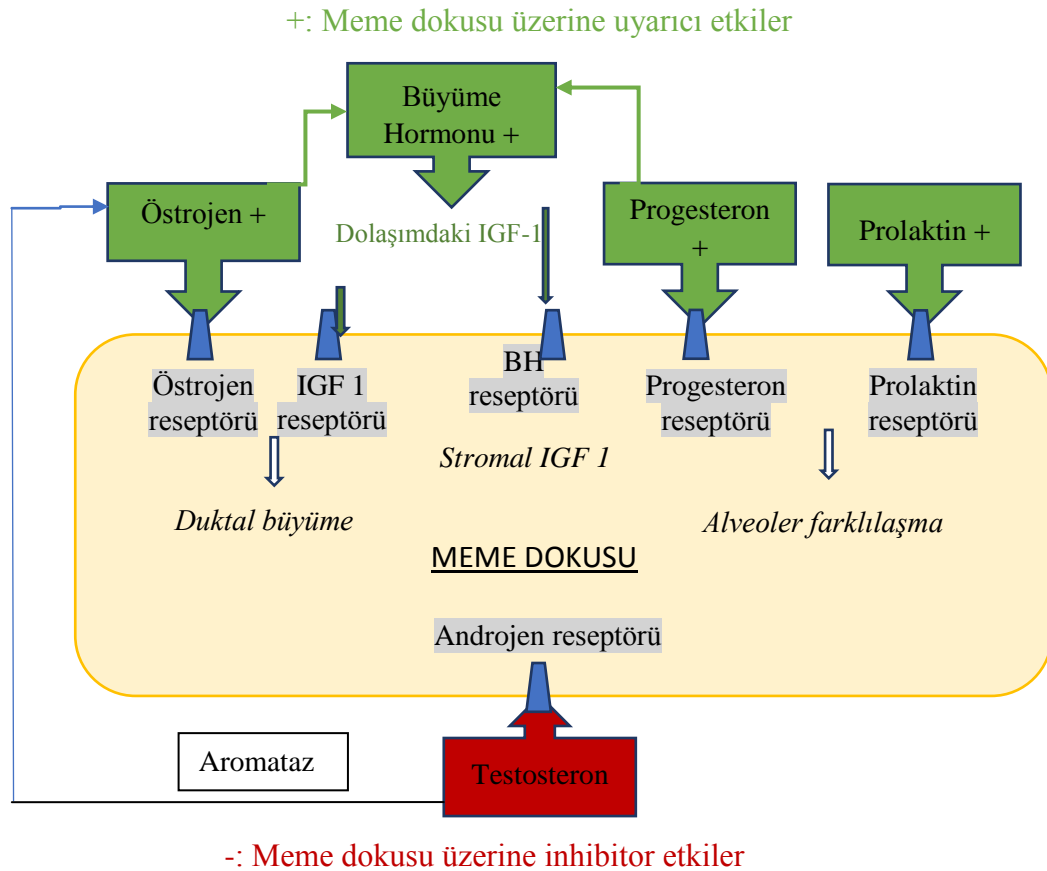 +: Meme dokusu üzerine uyarıcı etkiler
Büyüme
Hormonu +
Östrojen +
Dolaşımdaki IGF-1
Progesteron
+
Prolaktin +
Östrojen
reseptörü
IGF 1
reseptörü
BH
reseptörü
Progesteron
reseptörü
Prolaktin
reseptörü
Stromal IGF 1
Duktal büyüme
Alveoler farklılaşma
MEME DOKUSU
Androjen reseptörü
Aromataz
Testosteron
-: Meme dokusu üzerine inhibitor etkiler